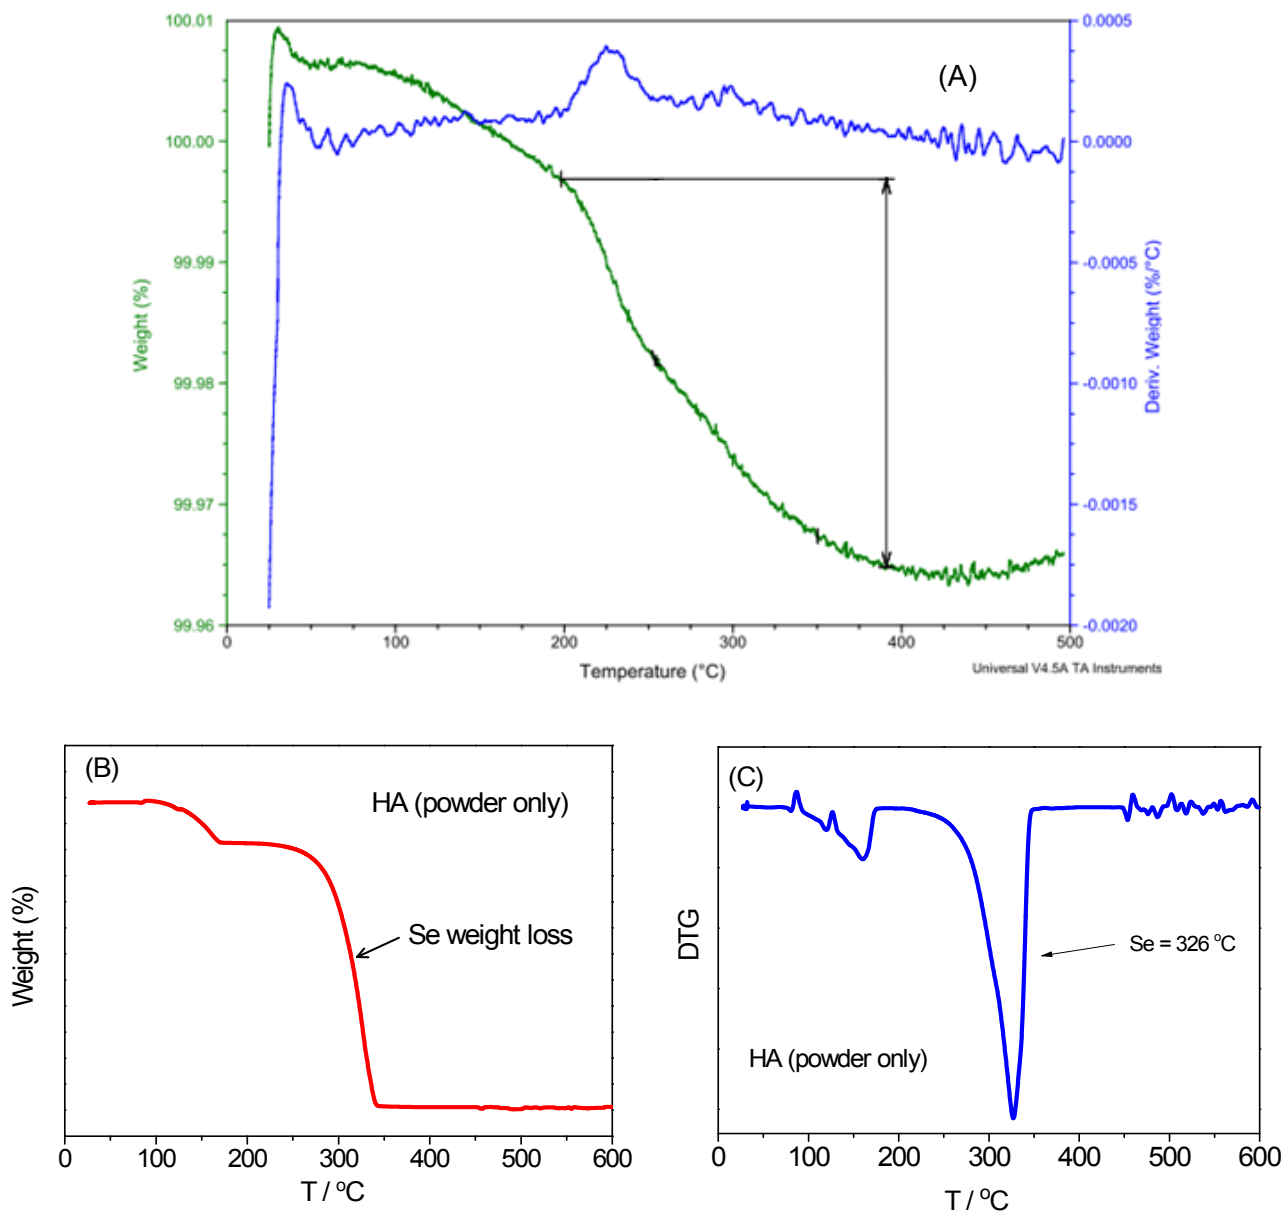 100.01
100.00
99.99
99.98
99.97
99.96
Weight (%)
0.0005
0.0000
-0.0005
-0.0010
-0.0015
-0.0020
Deriv. Weight (%/°C)
(A)
0 100 200 300 400 500
Temperature (°C)
Universal V4.5A TA Instruments
(B)
HA (powder only)
Se weight loss
Weight (%)
0 100 200 300 400 500 600
T / °C
(C)
DTG
Se = 326 °C
HA (powder only)
0 100 200 300 400 500 600
T / °C